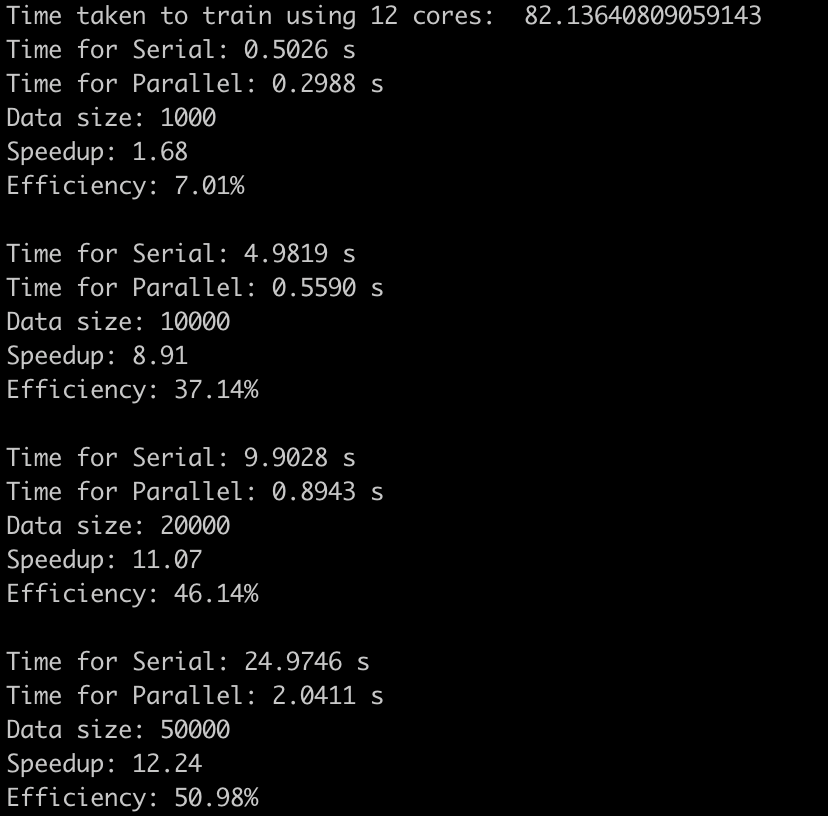 Time taken to train using 12 cores:  82.13640809059143
Time for Serial: 0.5026 s
Time for Parallel: 0.2988 s
Data size: 1000
Speedup: 1.68
Efficiency: 7.01%

Time for Serial: 4.9819 s
Time for Parallel: 0.5590 s
Data size: 10000
Speedup: 8.91
Efficiency: 37.14%

Time for Serial: 9.9028 s
Time for Parallel: 0.8943 s
Data size: 20000
Speedup: 11.07
Efficiency: 46.14%

Time for Serial: 24.9746 s
Time for Parallel: 2.0411 s
Data size: 50000
Speedup: 12.24
Efficiency: 50.98%